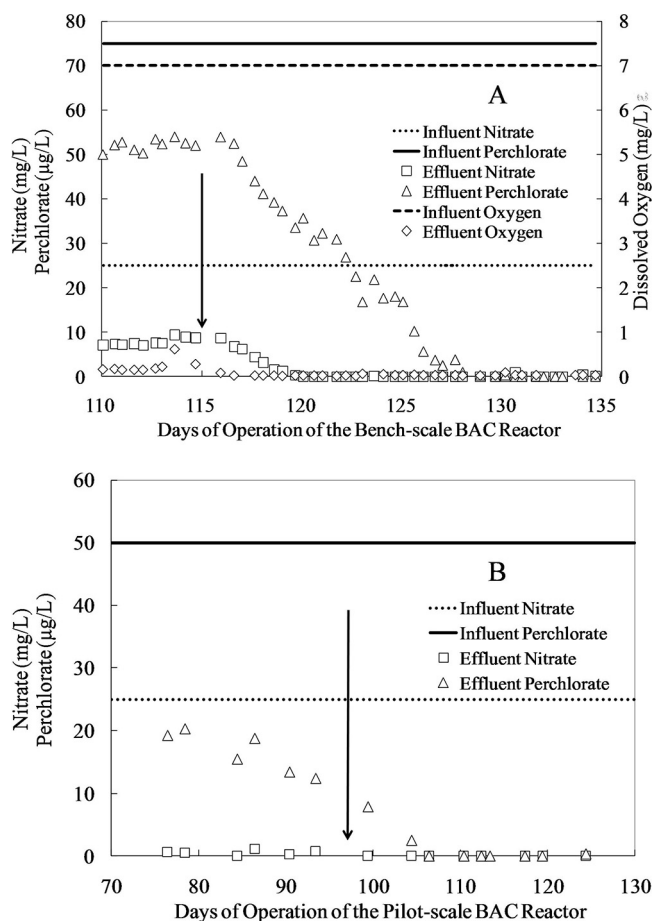 80
70
60
50
40
30
20
10
0
Nitrate (mg/L)
Perchlorate (µg/L)
A
Influent Nitrate
Influent Perchlorate
Effluent Nitrate
Effluent Perchlorate
Influent Oxygen
Effluent Oxygen
8
7
6
5
4
3
2
1
0
Dissolved Oxygen (mg/L)
110 115 120 125 130 135
Days of Operation of the Bench-scale BAC Reactor
60
50
40
30
20
10
0
Nitrate (mg/L)
Perchlorate (µg/L)
B
Influent Nitrate
Influent Perchlorate
Effluent Nitrate
Effluent Perchlorate
70 80 90 100 110 120 130
Days of Operation of the Pilot-scale BAC Reactor